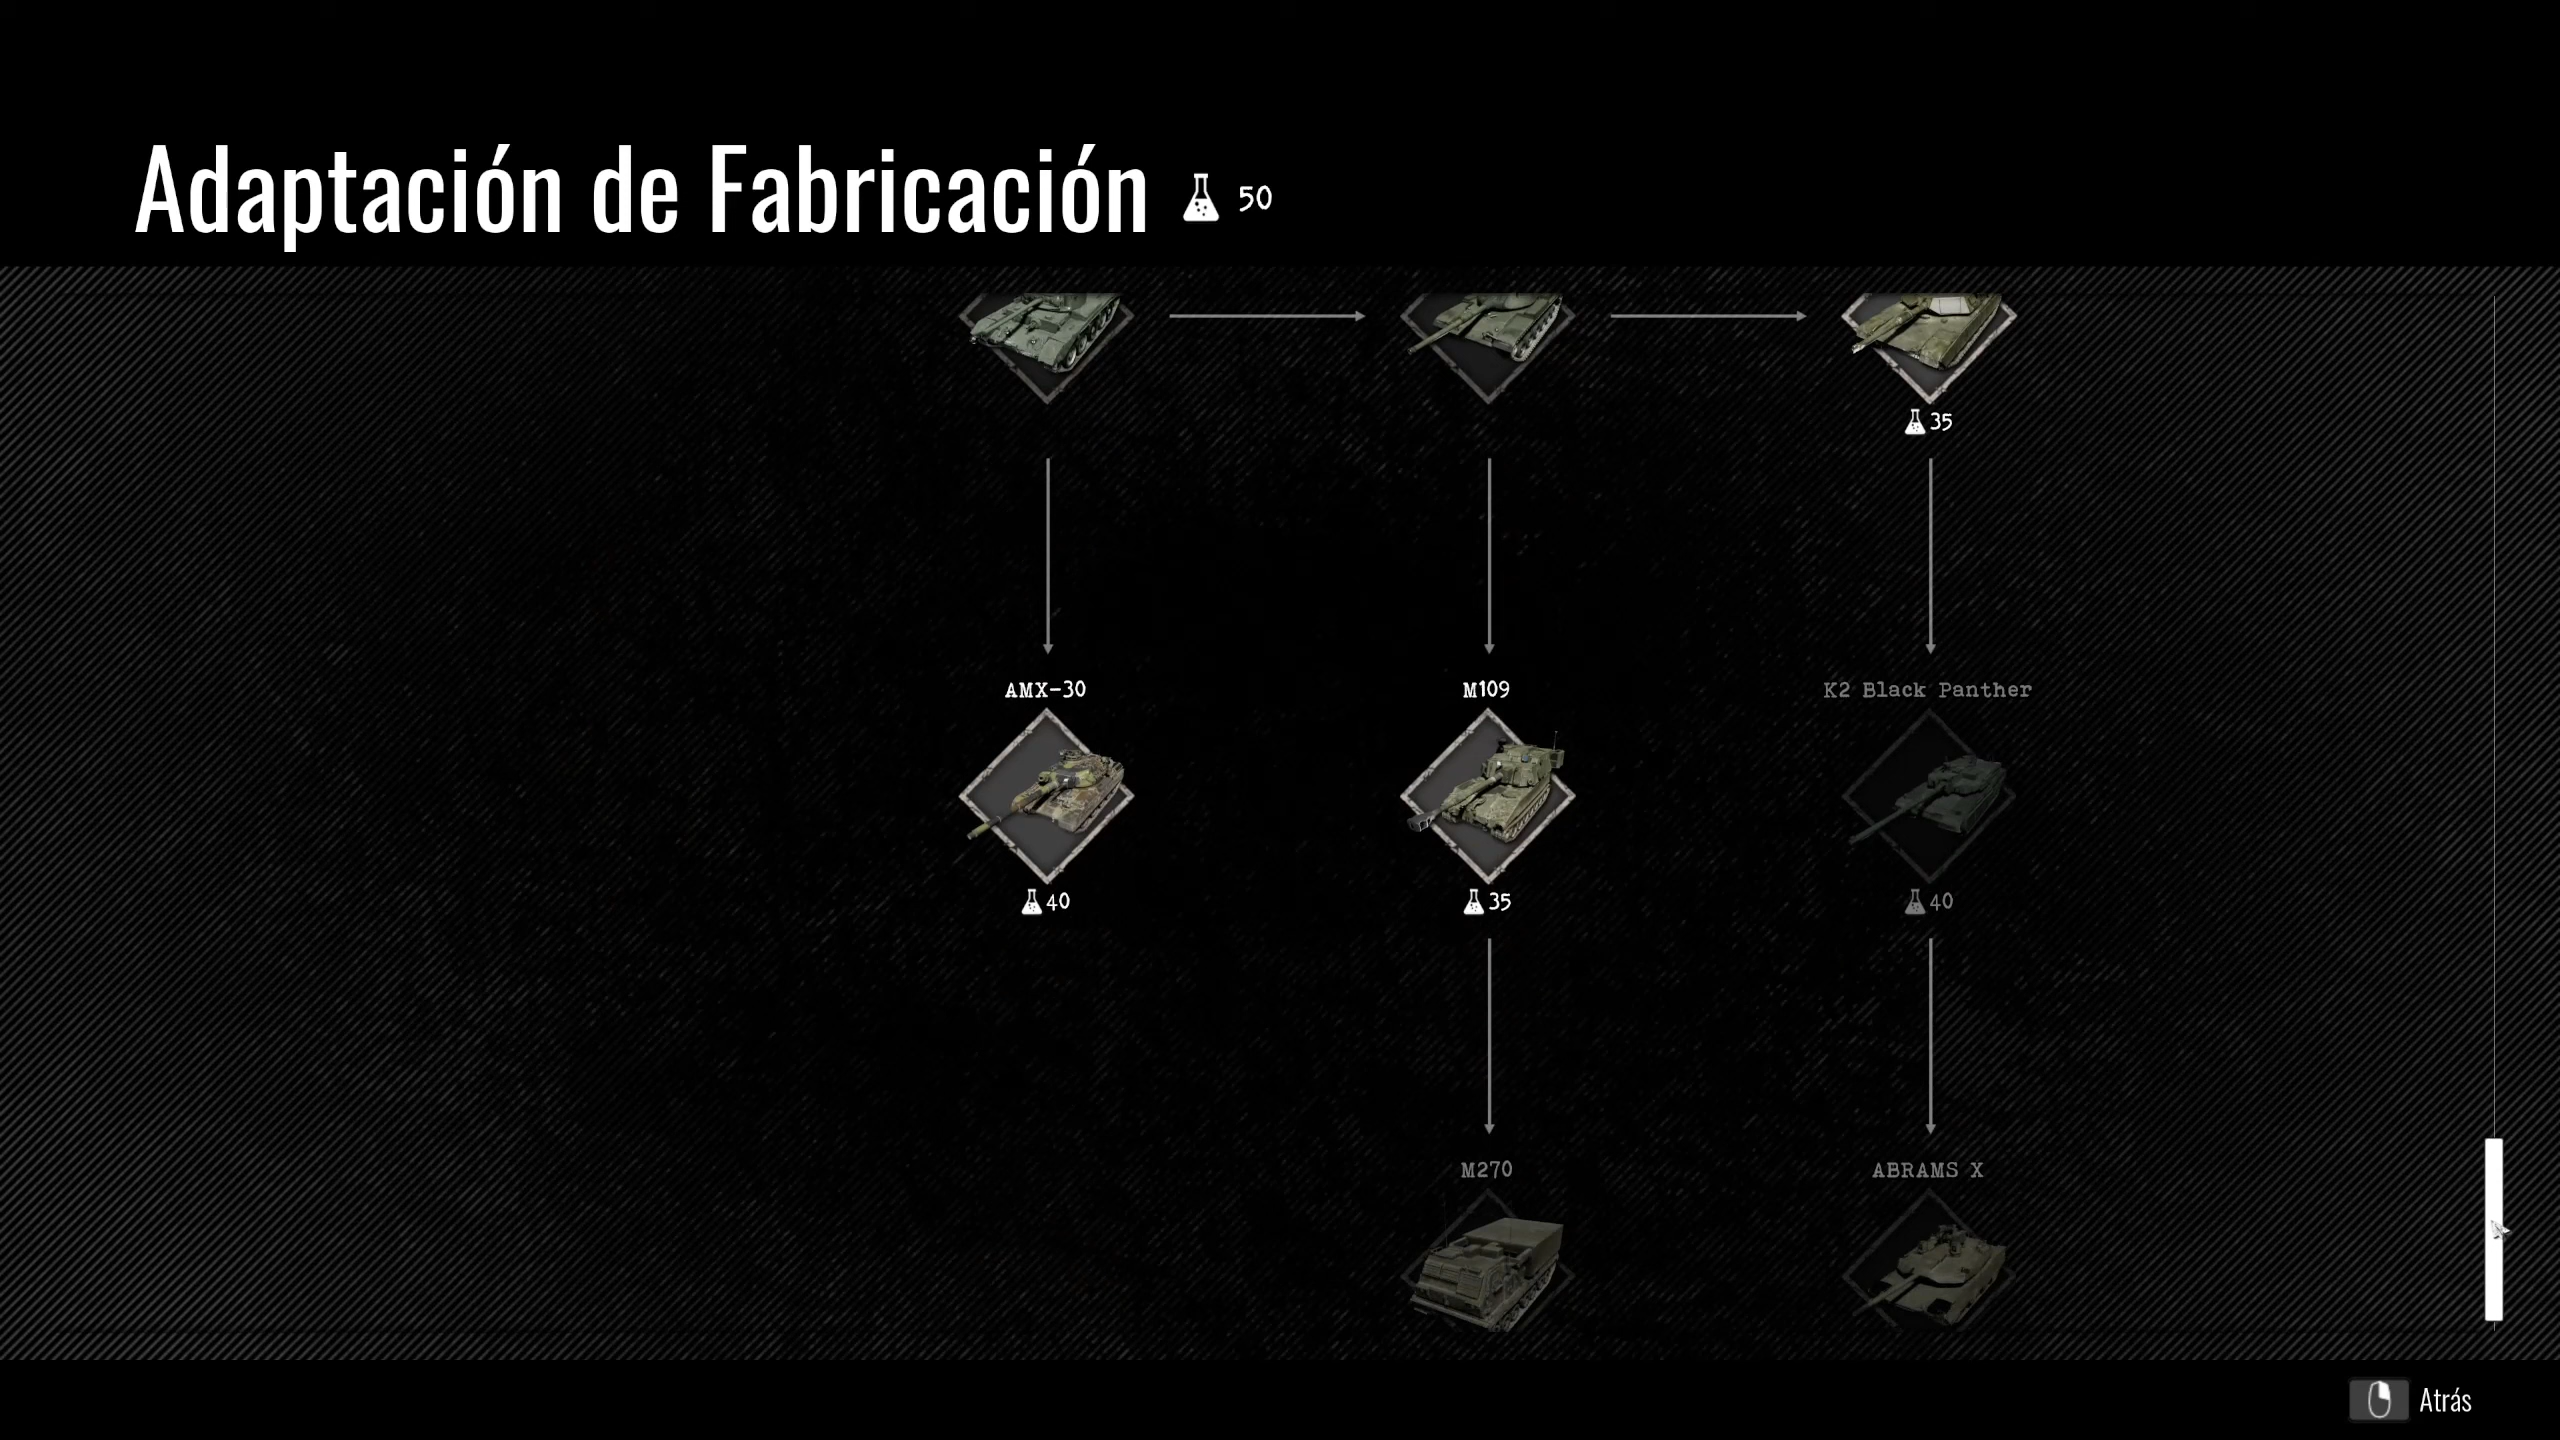 Adaptación de Fabricación 50
35
AMX-30 M109 K2 Black Panther
40 35 40
M270 ABRAMS X
Atrás